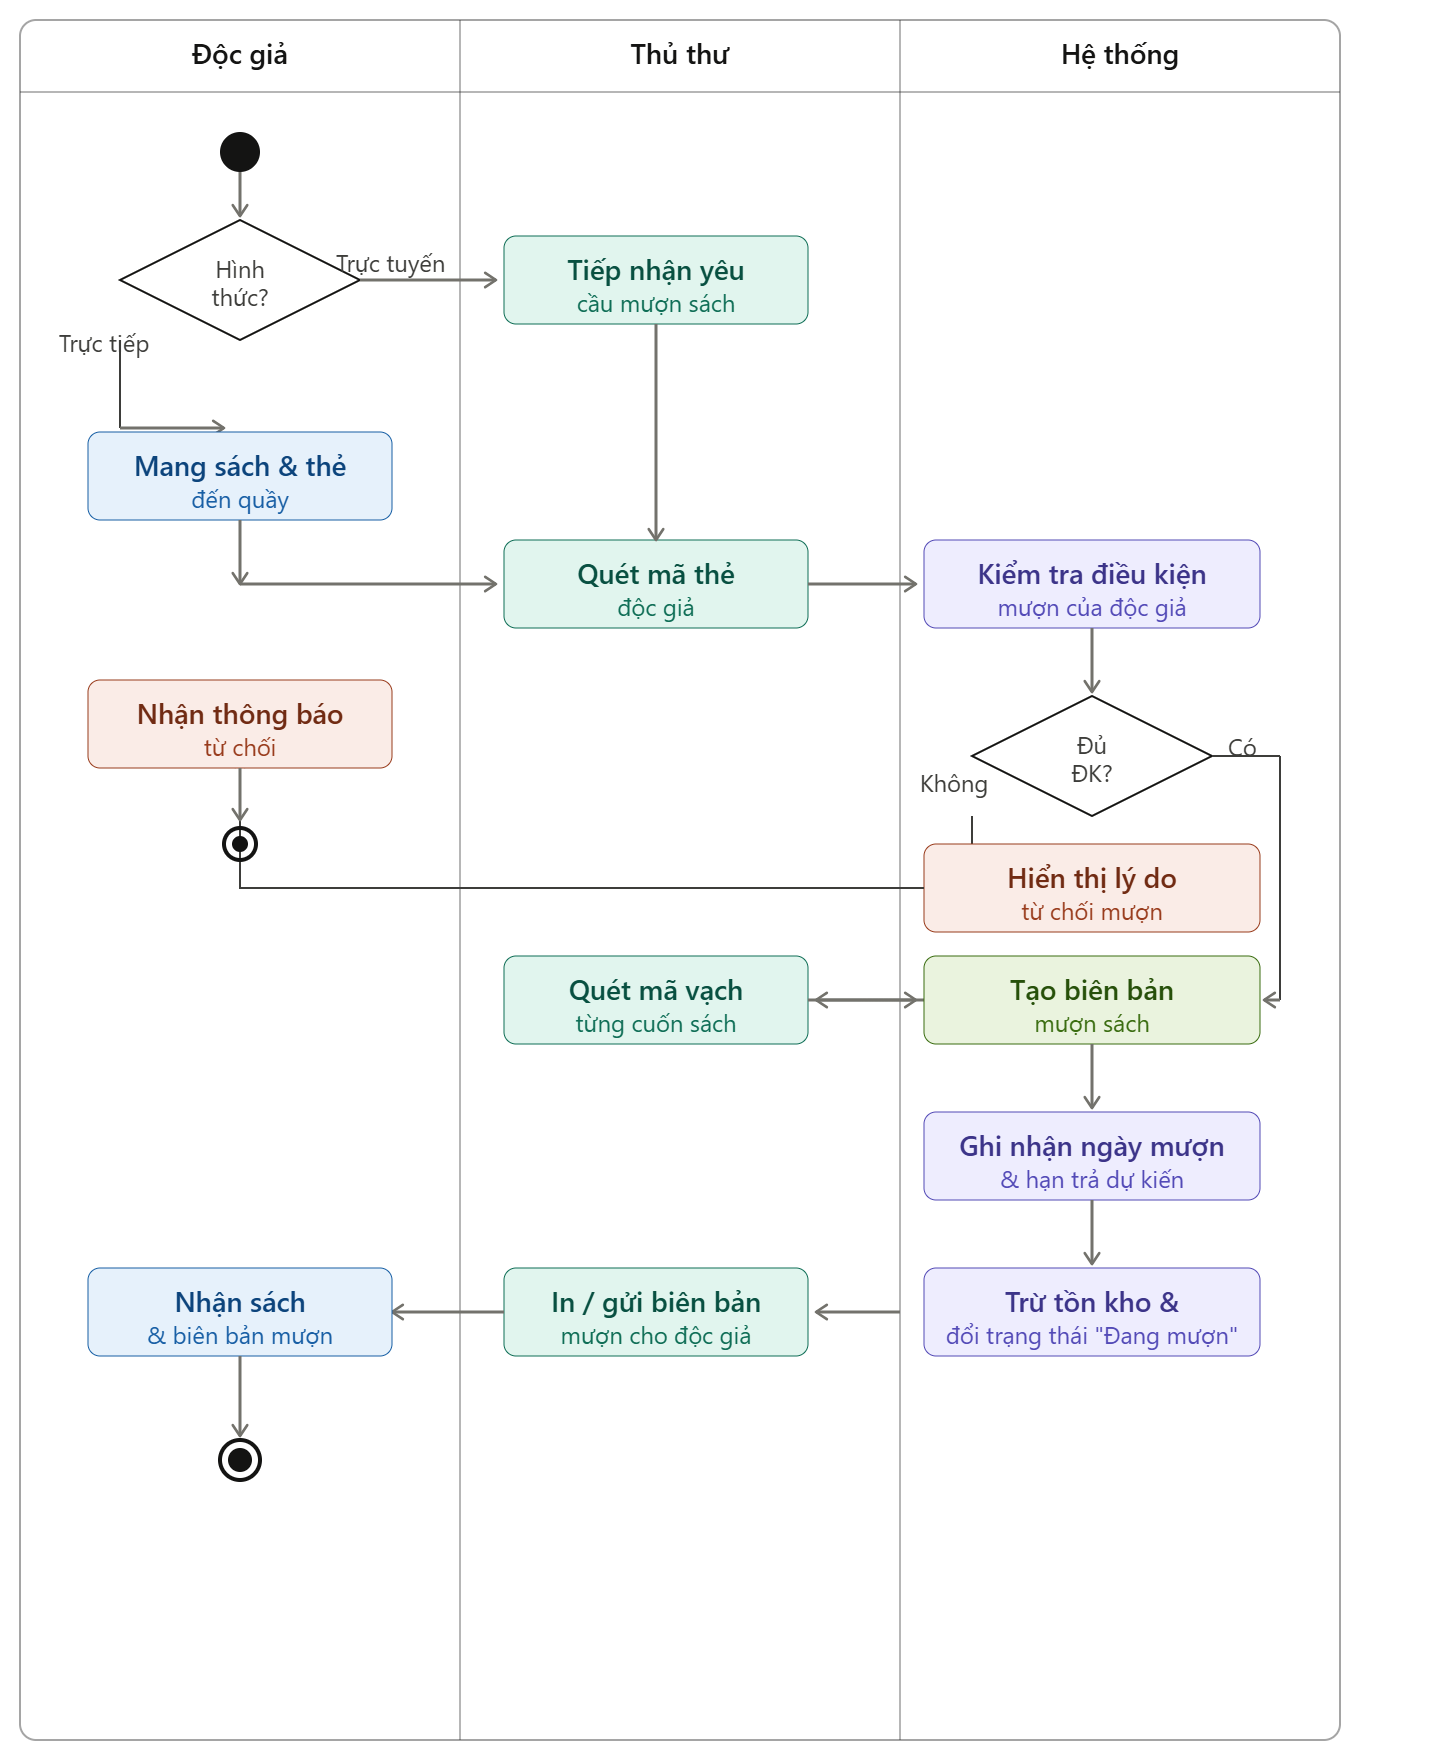 Độc giả
Thủ thư
Hệ thống
Hình
thức?
Trực tuyến
Tiếp nhận yêu
cầu mượn sách
Trực tiếp
Mang sách & thẻ
đến quầy
Quét mã thẻ
độc giả
Kiểm tra điều kiện
mượn của độc giả
Nhận thông báo
từ chối
Đủ
ĐK?
Có
Không
Hiển thị lý do
từ chối mượn
Quét mã vạch
từng cuốn sách
Tạo biên bản
mượn sách
Ghi nhận ngày mượn
& hạn trả dự kiến
Nhận sách
& biên bản mượn
In / gửi biên bản
mượn cho độc giả
Trừ tồn kho &
đổi trạng thái "Đang mượn"